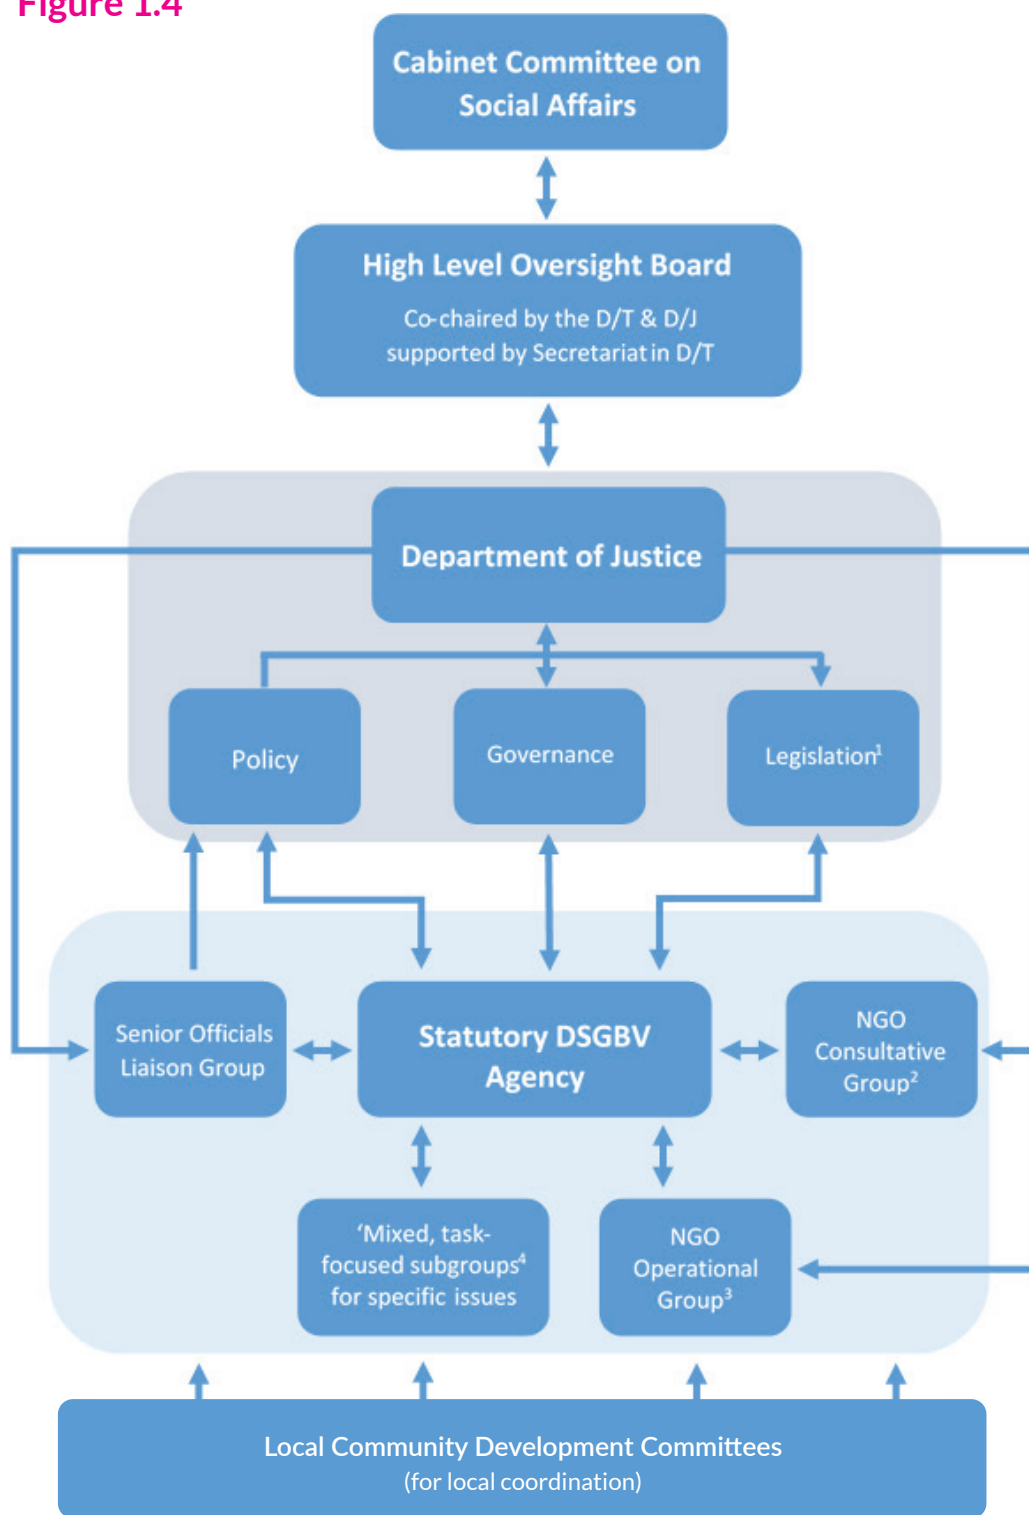 Figure 1.4
Cabinet Committee on
Social Affairs
High Level Oversight Board
Co-chaired by the D/T & D/J
supported by Secretariat in D/T
Department of Justice
Policy
Governance
Legislation¹
Senior Officials
Liaison Group
Statutory DSGBV
Agency
NGO
Consultative
Group²
‘Mixed, task-
focused subgroups⁴
for specific issues
NGO
Operational
Group³
Local Community Development Committees
(for local coordination)